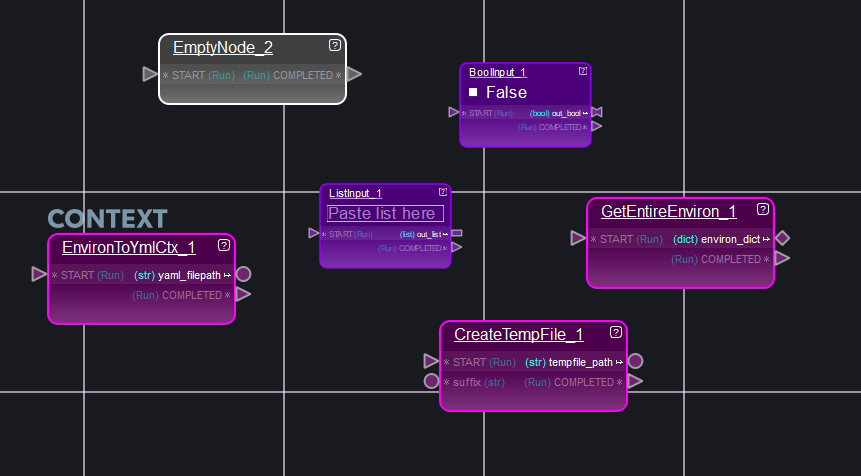 EmptyNode_2
?
* START (Run) (Run) COMPLETED *
BoolInput_1
?
False
* START (Run) (bool) out_bool ↦
(Run) COMPLETED *
ListInput_1
?
Paste list here
* START (Run) (list) out_list ↦
(Run) COMPLETED *
GetEntireEnviron_1
?
* START (Run) (dict) environ_dict ↦
(Run) COMPLETED *
CONTEXT
EnvironToYmlCtx_1
?
* START (Run) (str) yaml_filepath ↦
(Run) COMPLETED *
CreateTempFile_1
?
* START (Run) (str) tempfile_path ↦
* suffix (str) (Run) COMPLETED *